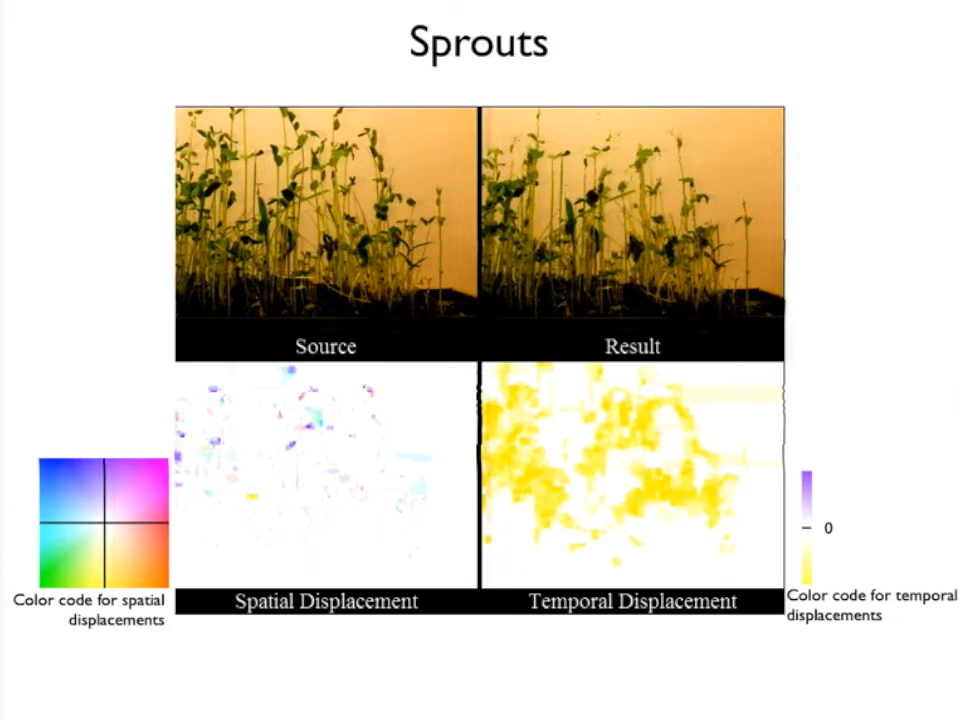 Sprouts
Source
Result
0
Spatial Displacement
Temporal Displacement
Color code for spatial
displacements
Color code for temporal
displacements